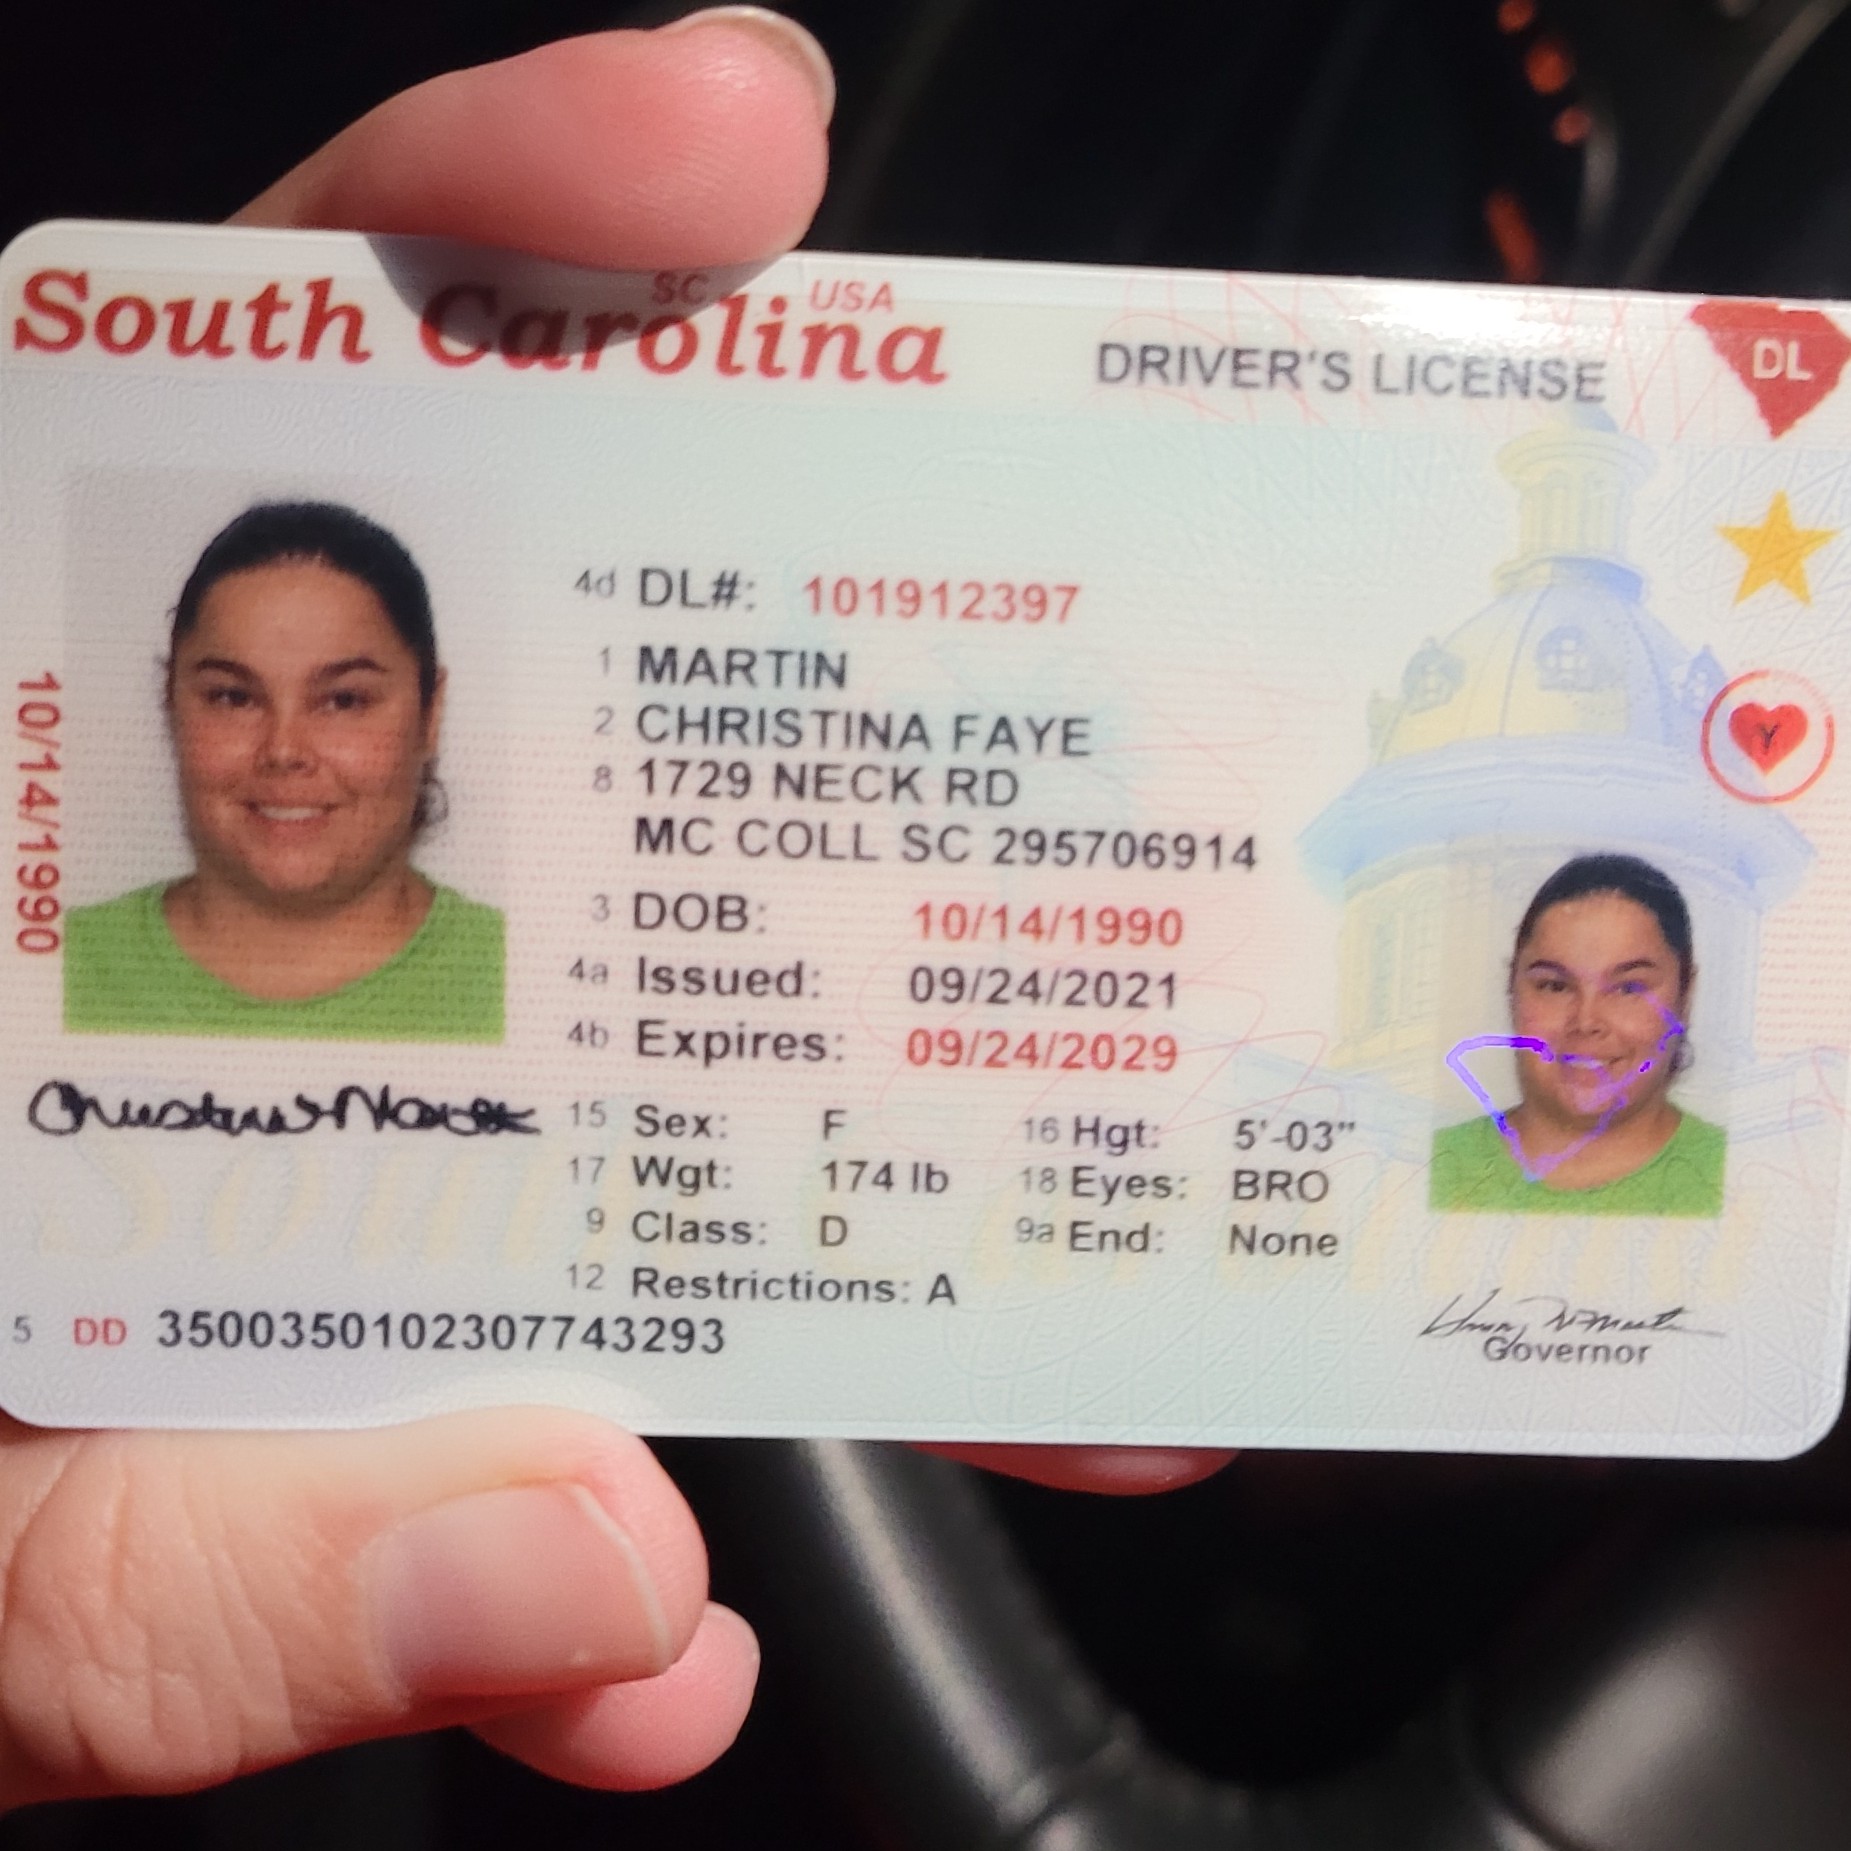 South Carolina
SC USA
DRIVER'S LICENSE
DL
4d DL#: 101912397
1 MARTIN
2 CHRISTINA FAYE
8 1729 NECK RD
MC COLL SC 295706914
Y
10/14/1990
3 DOB: 10/14/1990
4a Issued: 09/24/2021
4b Expires: 09/24/2029
15 Sex: F 16 Hgt: 5'-03"
17 Wgt: 174 lb 18 Eyes: BRO
9 Class: D 9a End: None
12 Restrictions: A
5 DD 3500350102307743293
Governor